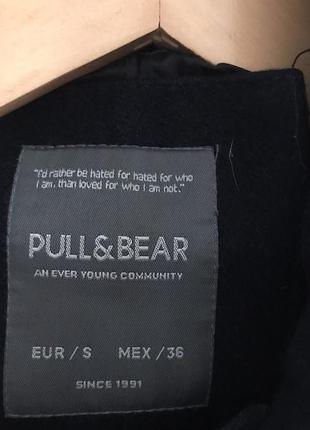 "I'd rather be hated for hated for who
I am, than loved for who I am not."
PULL&BEAR
AN EVER YOUNG COMMUNITY
EUR/S MEX/36
SINCE 1991